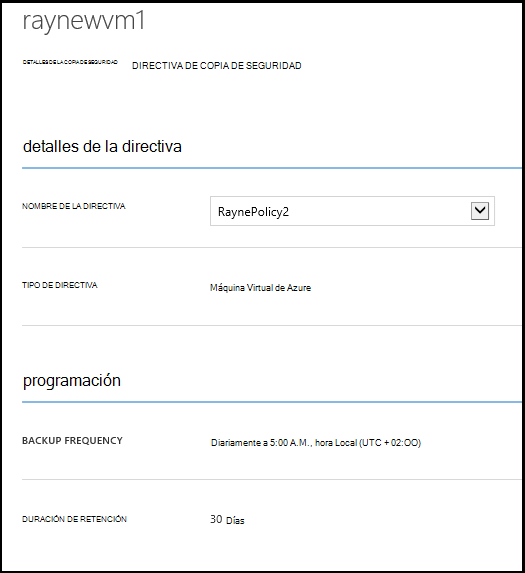 raynewvm1
DETALLES DE LA COPIA DE SEGURIDAD DIRECTIVA DE COPIA DE SEGURIDAD
detalles de la directiva
NOMBRE DE LA DIRECTIVA RaynePolicy2
TIPO DE DIRECTIVA Máquina Virtual de Azure
programación
BACKUP FREQUENCY Diariamente a 5:00 A.M., hora Local (UTC + 02:OO)
DURACIÓN DE RETENCIÓN 30 Días